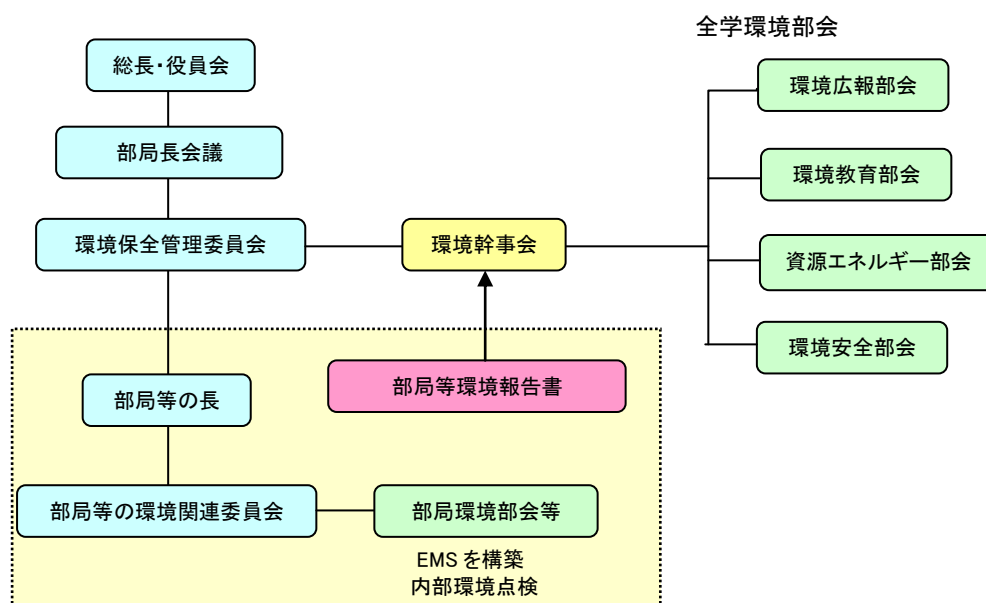 全学環境部会
総長・役員会
部局長会議
環境保全管理委員会
環境幹事会
環境広報部会
環境教育部会
資源エネルギー部会
環境安全部会
部局等環境報告書
部局等の長
部局等の環境関連委員会
部局環境部会等
EMSを構築
内部環境点検